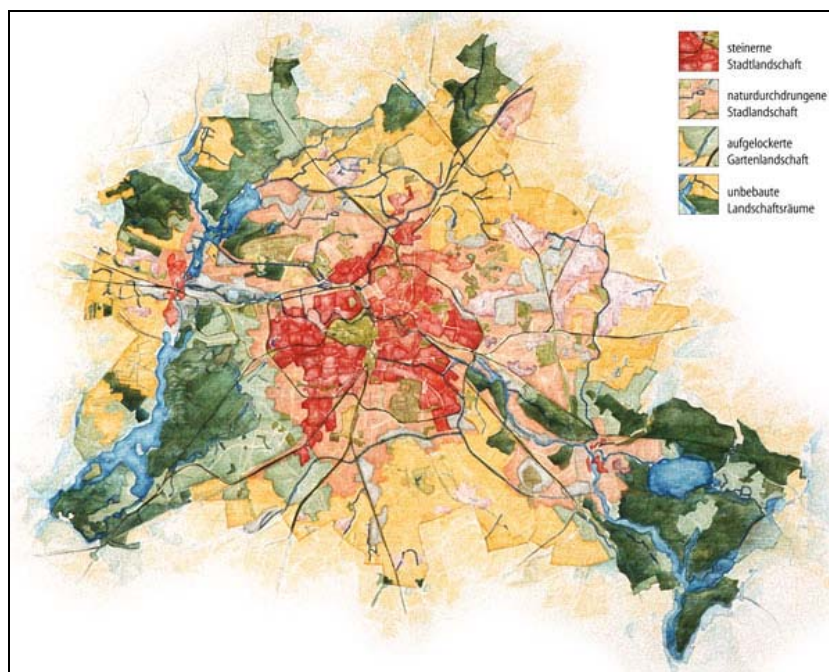 steinerne
Stadtlandschaft
naturdurchdrungene
Stadlandschaft
aufgelockerte
Gartenlandschaft
unbebaute
Landschaftsräume